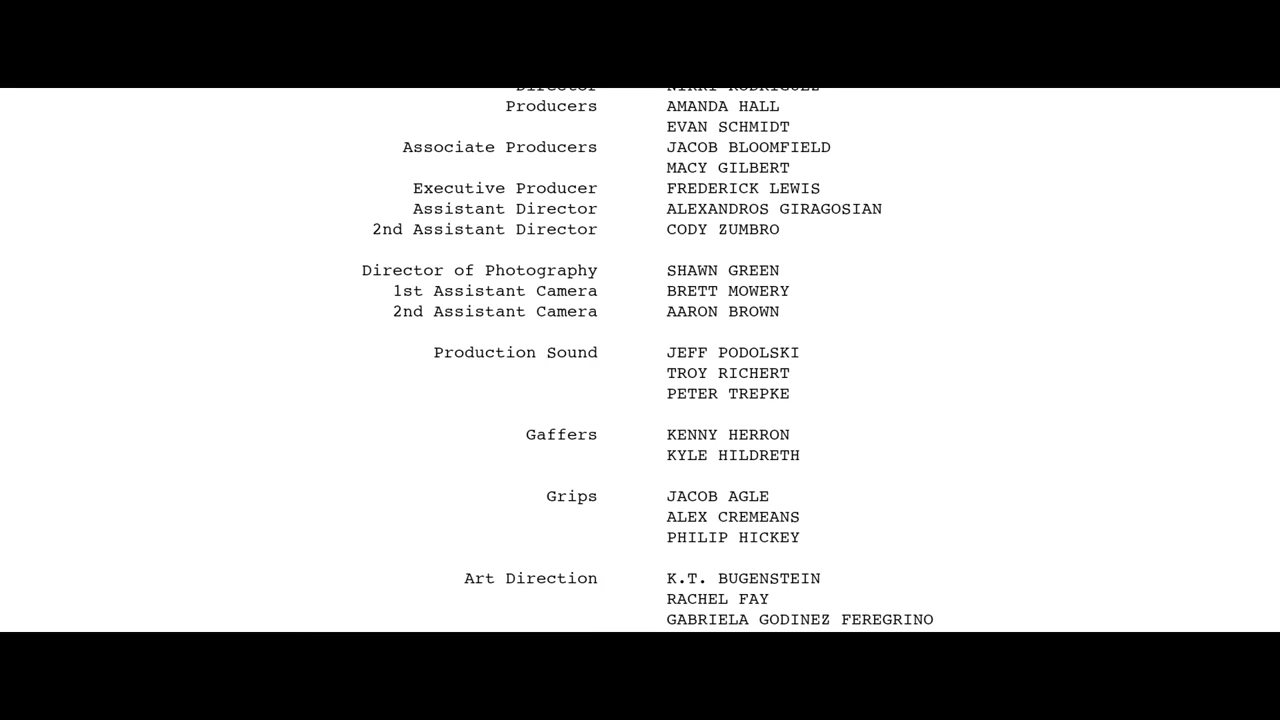 Director NIKKI RODRIGUEZ
Producers AMANDA HALL
EVAN SCHMIDT
Associate Producers JACOB BLOOMFIELD
MACY GILBERT
Executive Producer FREDERICK LEWIS
Assistant Director ALEXANDROS GIRAGOSIAN
2nd Assistant Director CODY ZUMBRO
Director of Photography SHAWN GREEN
1st Assistant Camera BRETT MOWERY
2nd Assistant Camera AARON BROWN
Production Sound JEFF PODOLSKI
TROY RICHERT
PETER TREPKE
Gaffers KENNY HERRON
KYLE HILDRETH
Grips JACOB AGLE
ALEX CREMEANS
PHILIP HICKEY
Art Direction K.T. BUGENSTEIN
RACHEL FAY
GABRIELA GODINEZ FEREGRINO